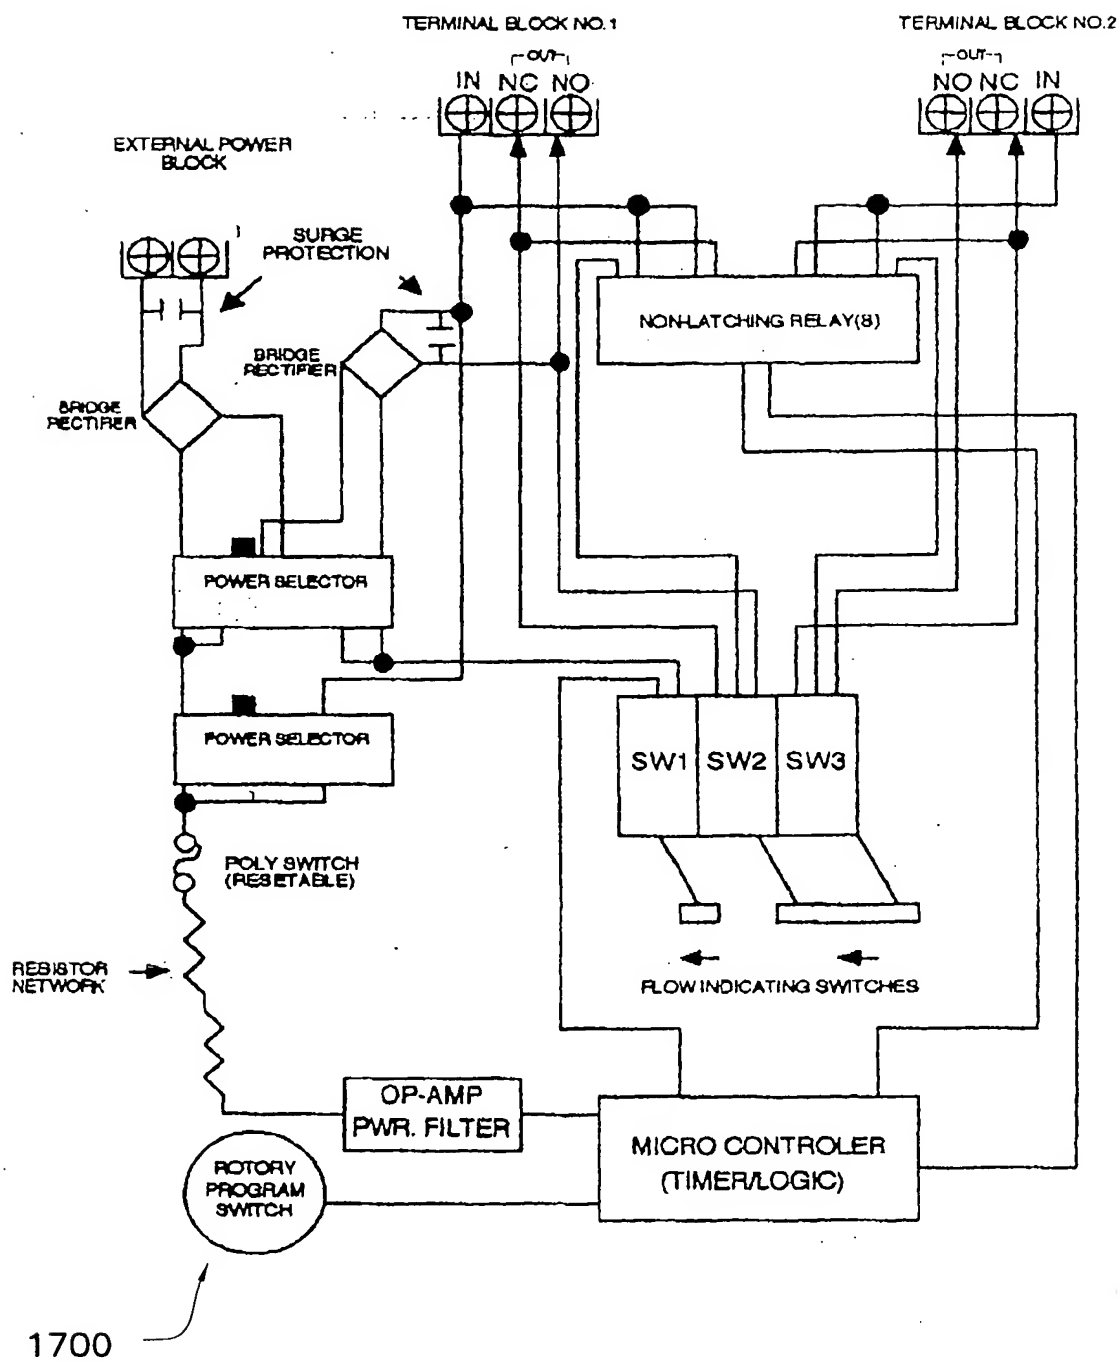 TERMINAL BLOCK NO.1
TERMINAL BLOCK NO.2
OUT
OUT
IN NC NO
NO NC IN
EXTERNAL POWER
BLOCK
SURGE
PROTECTION
NON-LATCHING RELAY(S)
BRIDGE
RECTIFIER
BRIDGE
RECTIFIER
POWER SELECTOR
POWER SELECTOR
SW1 SW2 SW3
POLY SWITCH
(RESETABLE)
RESISTOR
NETWORK
FLOW INDICATING SWITCHES
OP-AMP
PWR. FILTER
MICRO CONTROLER
(TIMER/LOGIC)
ROTORY
PROGRAM
SWITCH
1700